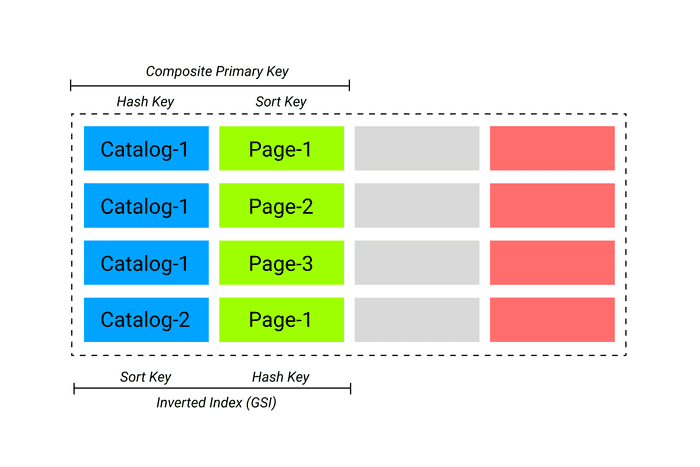 Composite Primary Key
Hash Key Sort Key
Catalog-1 Page-1
Catalog-1 Page-2
Catalog-1 Page-3
Catalog-2 Page-1
Sort Key Hash Key
Inverted Index (GSI)